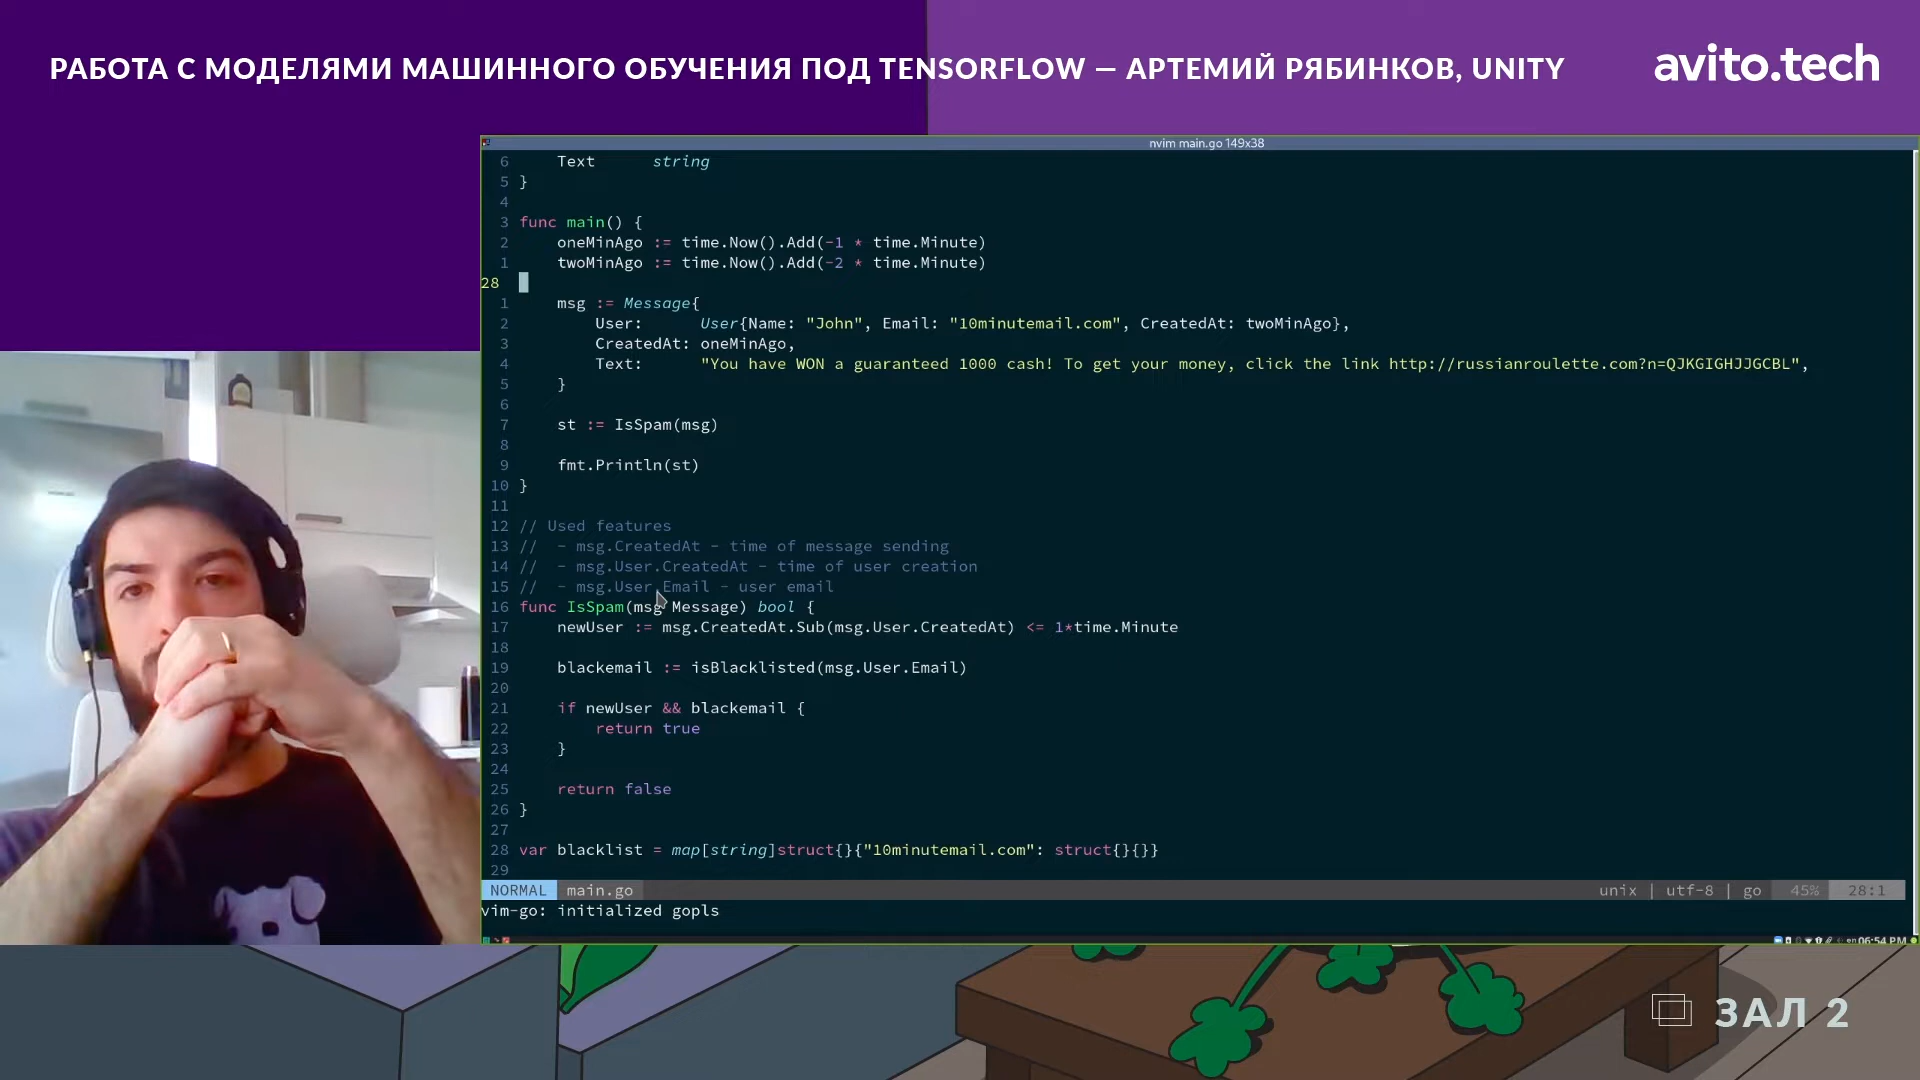 РАБОТА С МОДЕЛЯМИ МАШИННОГО ОБУЧЕНИЯ ПОД TENSORFLOW — АРТЕМИЙ РЯБИНКОВ, UNITY
avito.tech
nvim main.go 149x38
6 Text string
5 }
4
3 func main() {
2 oneMinAgo := time.Now().Add(-1 * time.Minute)
1 twoMinAgo := time.Now().Add(-2 * time.Minute)
28
1 msg := Message{
2 User: User{Name: "John", Email: "10minutemail.com", CreatedAt: twoMinAgo},
3 CreatedAt: oneMinAgo,
4 Text: "You have WON a guaranteed 1000 cash! To get your money, click the link http://russianroulette.com?n=QJKGIGHJJGCBL",
5 }
6
7 st := IsSpam(msg)
8
9 fmt.Println(st)
10 }
11
12 // Used features
13 // - msg.CreatedAt - time of message sending
14 // - msg.User.CreatedAt - time of user creation
15 // - msg.User.Email - user email
16 func IsSpam(msg Message) bool {
17 newUser := msg.CreatedAt.Sub(msg.User.CreatedAt) <= 1*time.Minute
18
19 blackemail := isBlacklisted(msg.User.Email)
20
21 if newUser && blackemail {
22 return true
23 }
24
25 return false
26 }
27
28 var blacklist = map[string]struct{}{"10minutemail.com": struct{}{}}
29
NORMAL main.go unix | utf-8 | go 45% 28:1
vim-go: initialized gopls
en 06:54 PM
ЗАЛ 2